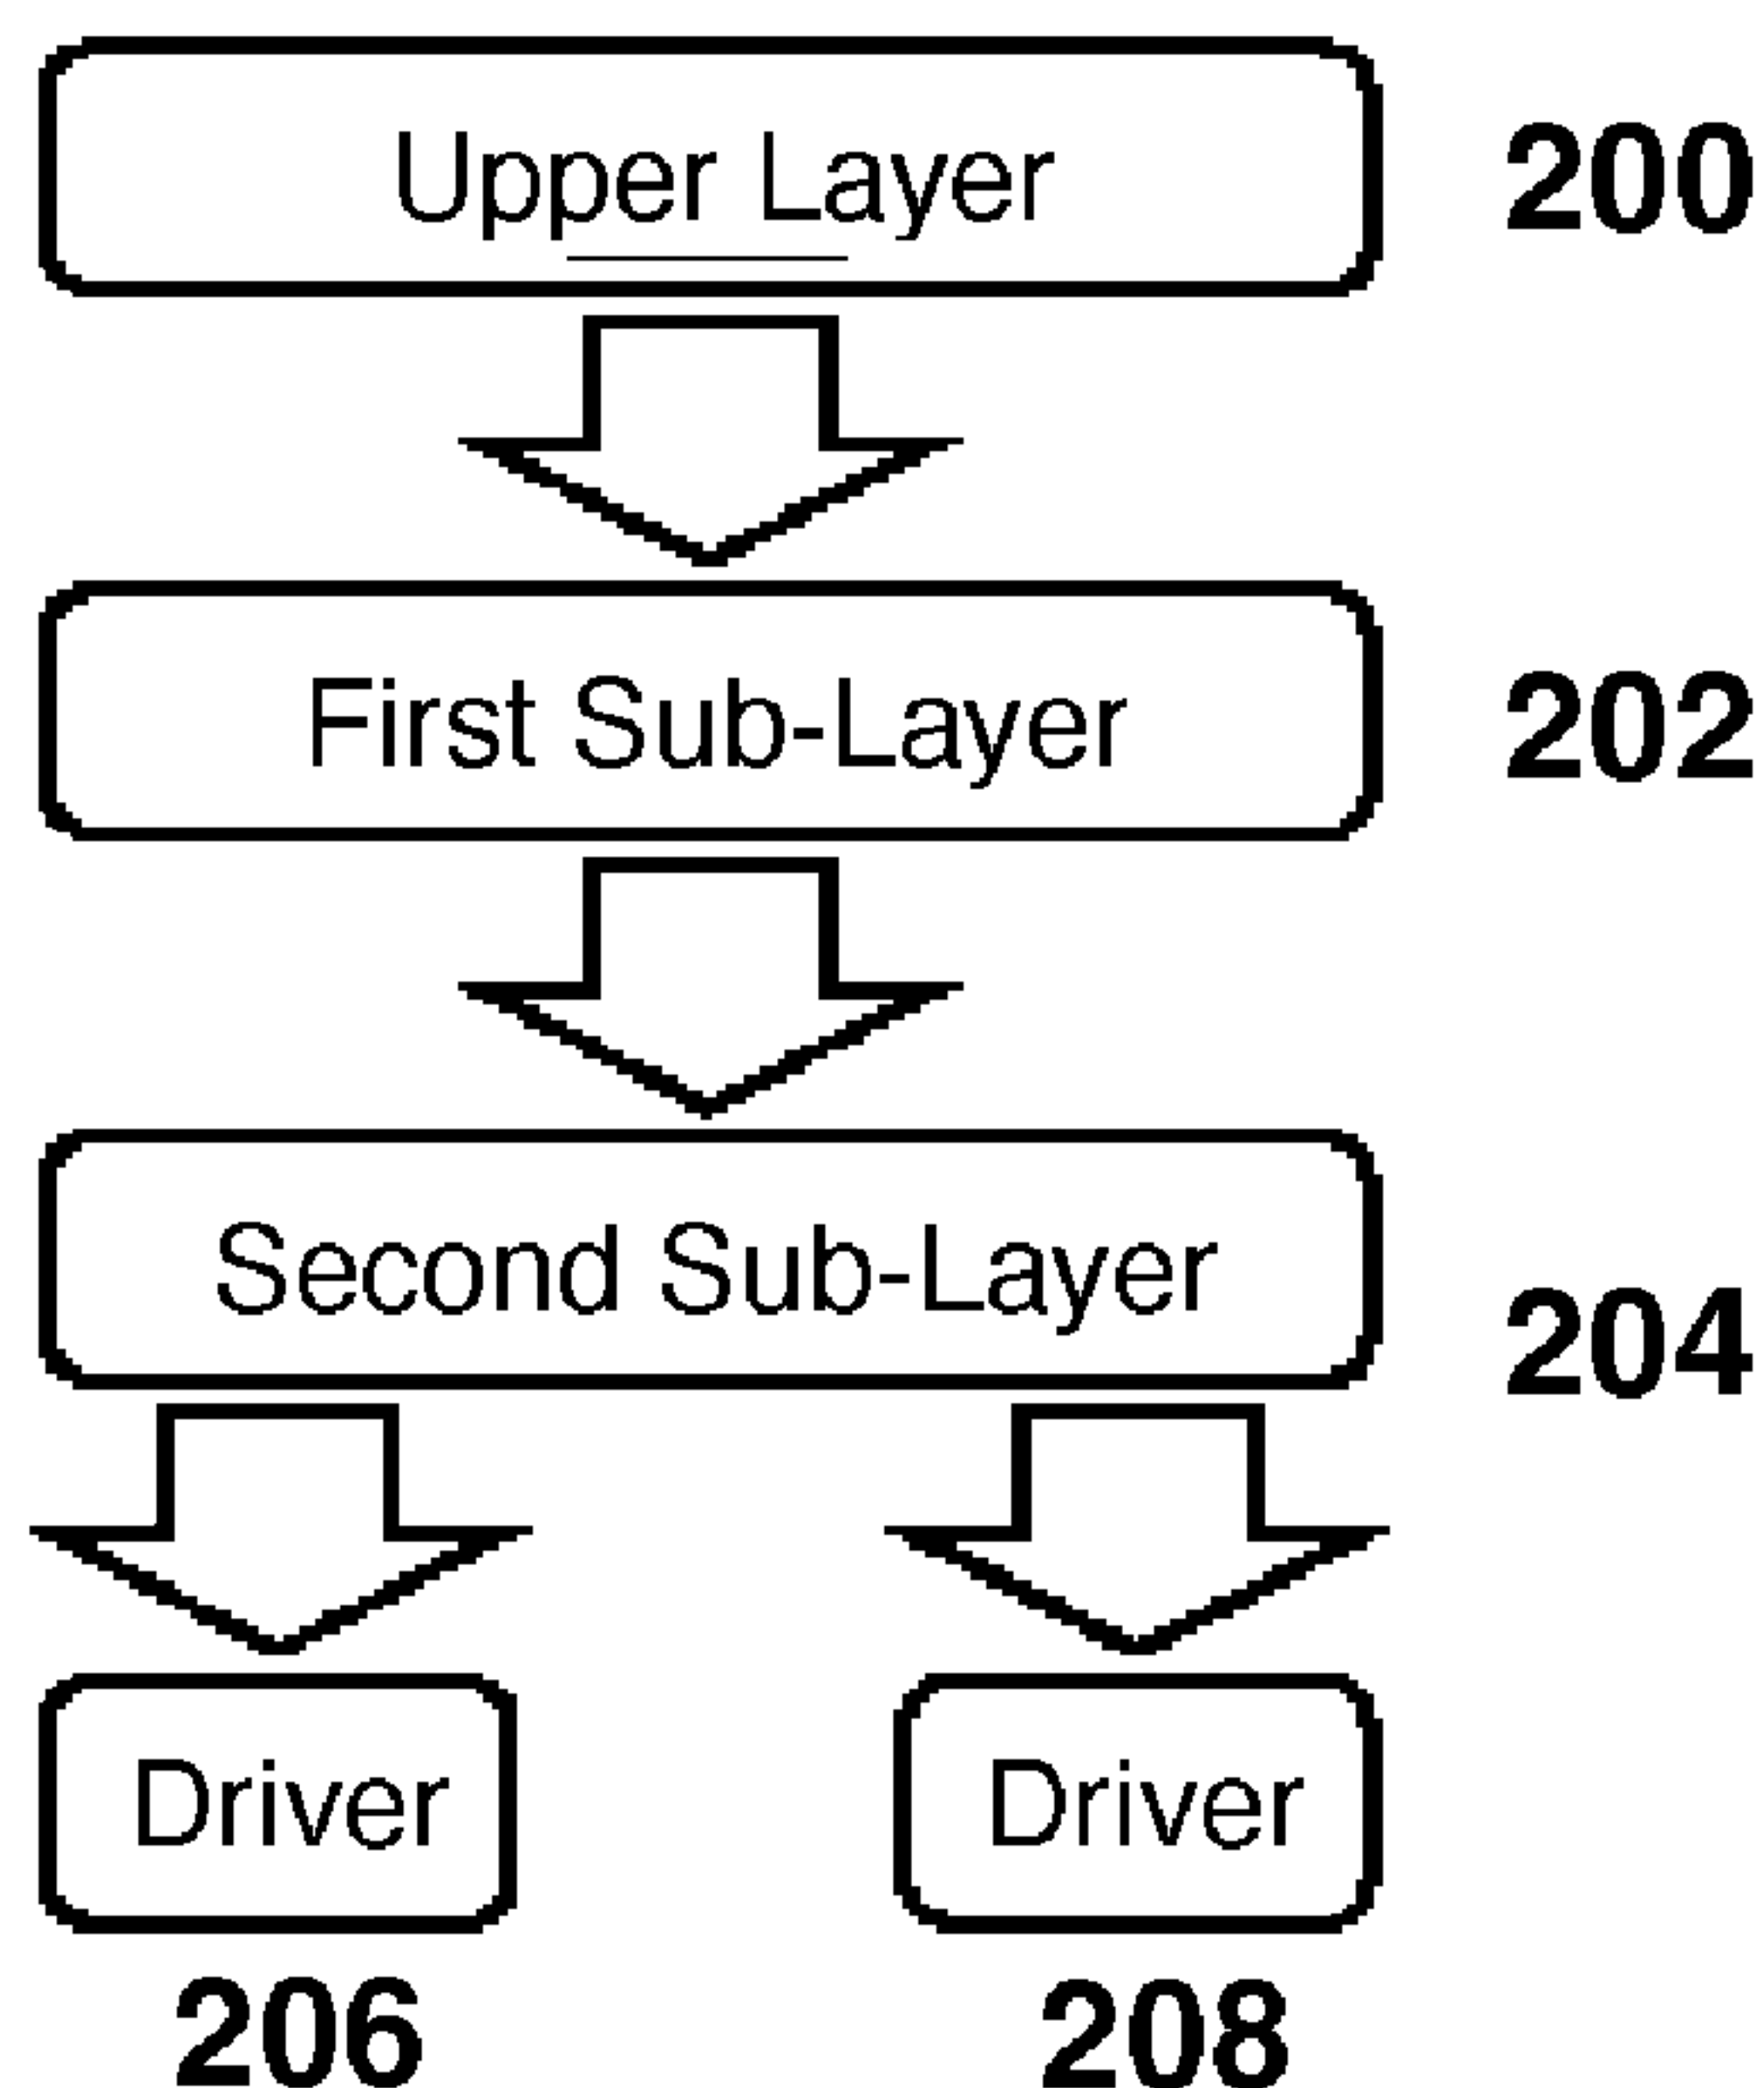 Upper Layer 200
First Sub-Layer 202
Second Sub-Layer 204
Driver Driver
206 208